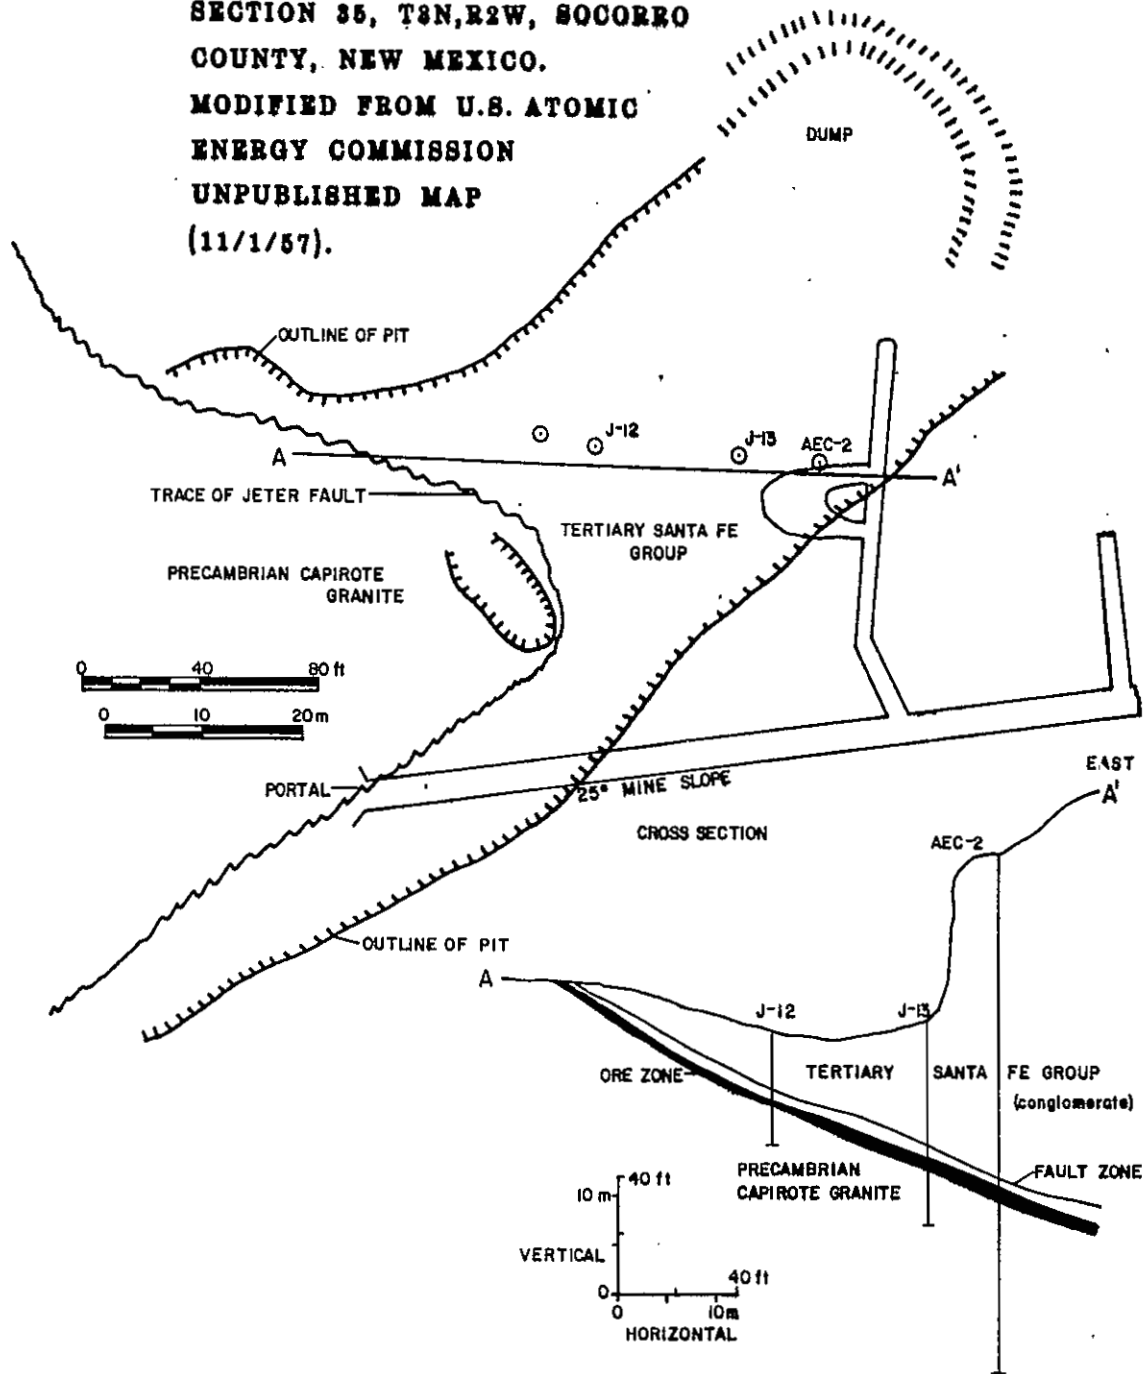 SECTION 35, T3N,R2W, SOCORRO
COUNTY, NEW MEXICO.
MODIFIED FROM U.S. ATOMIC
ENERGY COMMISSION
UNPUBLISHED MAP
(11/1/57).
DUMP
OUTLINE OF PIT
J-12
J-13
AEC-2
A
A'
TRACE OF JETER FAULT
TERTIARY SANTA FE
GROUP
PRECAMBRIAN CAPIROTE
GRANITE
0 40 80 ft
0 10 20m
PORTAL
25° MINE SLOPE
EAST
A'
CROSS SECTION
AEC-2
OUTLINE OF PIT
A
J-12
J-13
ORE ZONE
TERTIARY SANTA FE GROUP
(conglomerate)
PRECAMBRIAN
CAPIROTE GRANITE
FAULT ZONE
40 ft
10 m
VERTICAL
40 ft
0
0 10m
HORIZONTAL